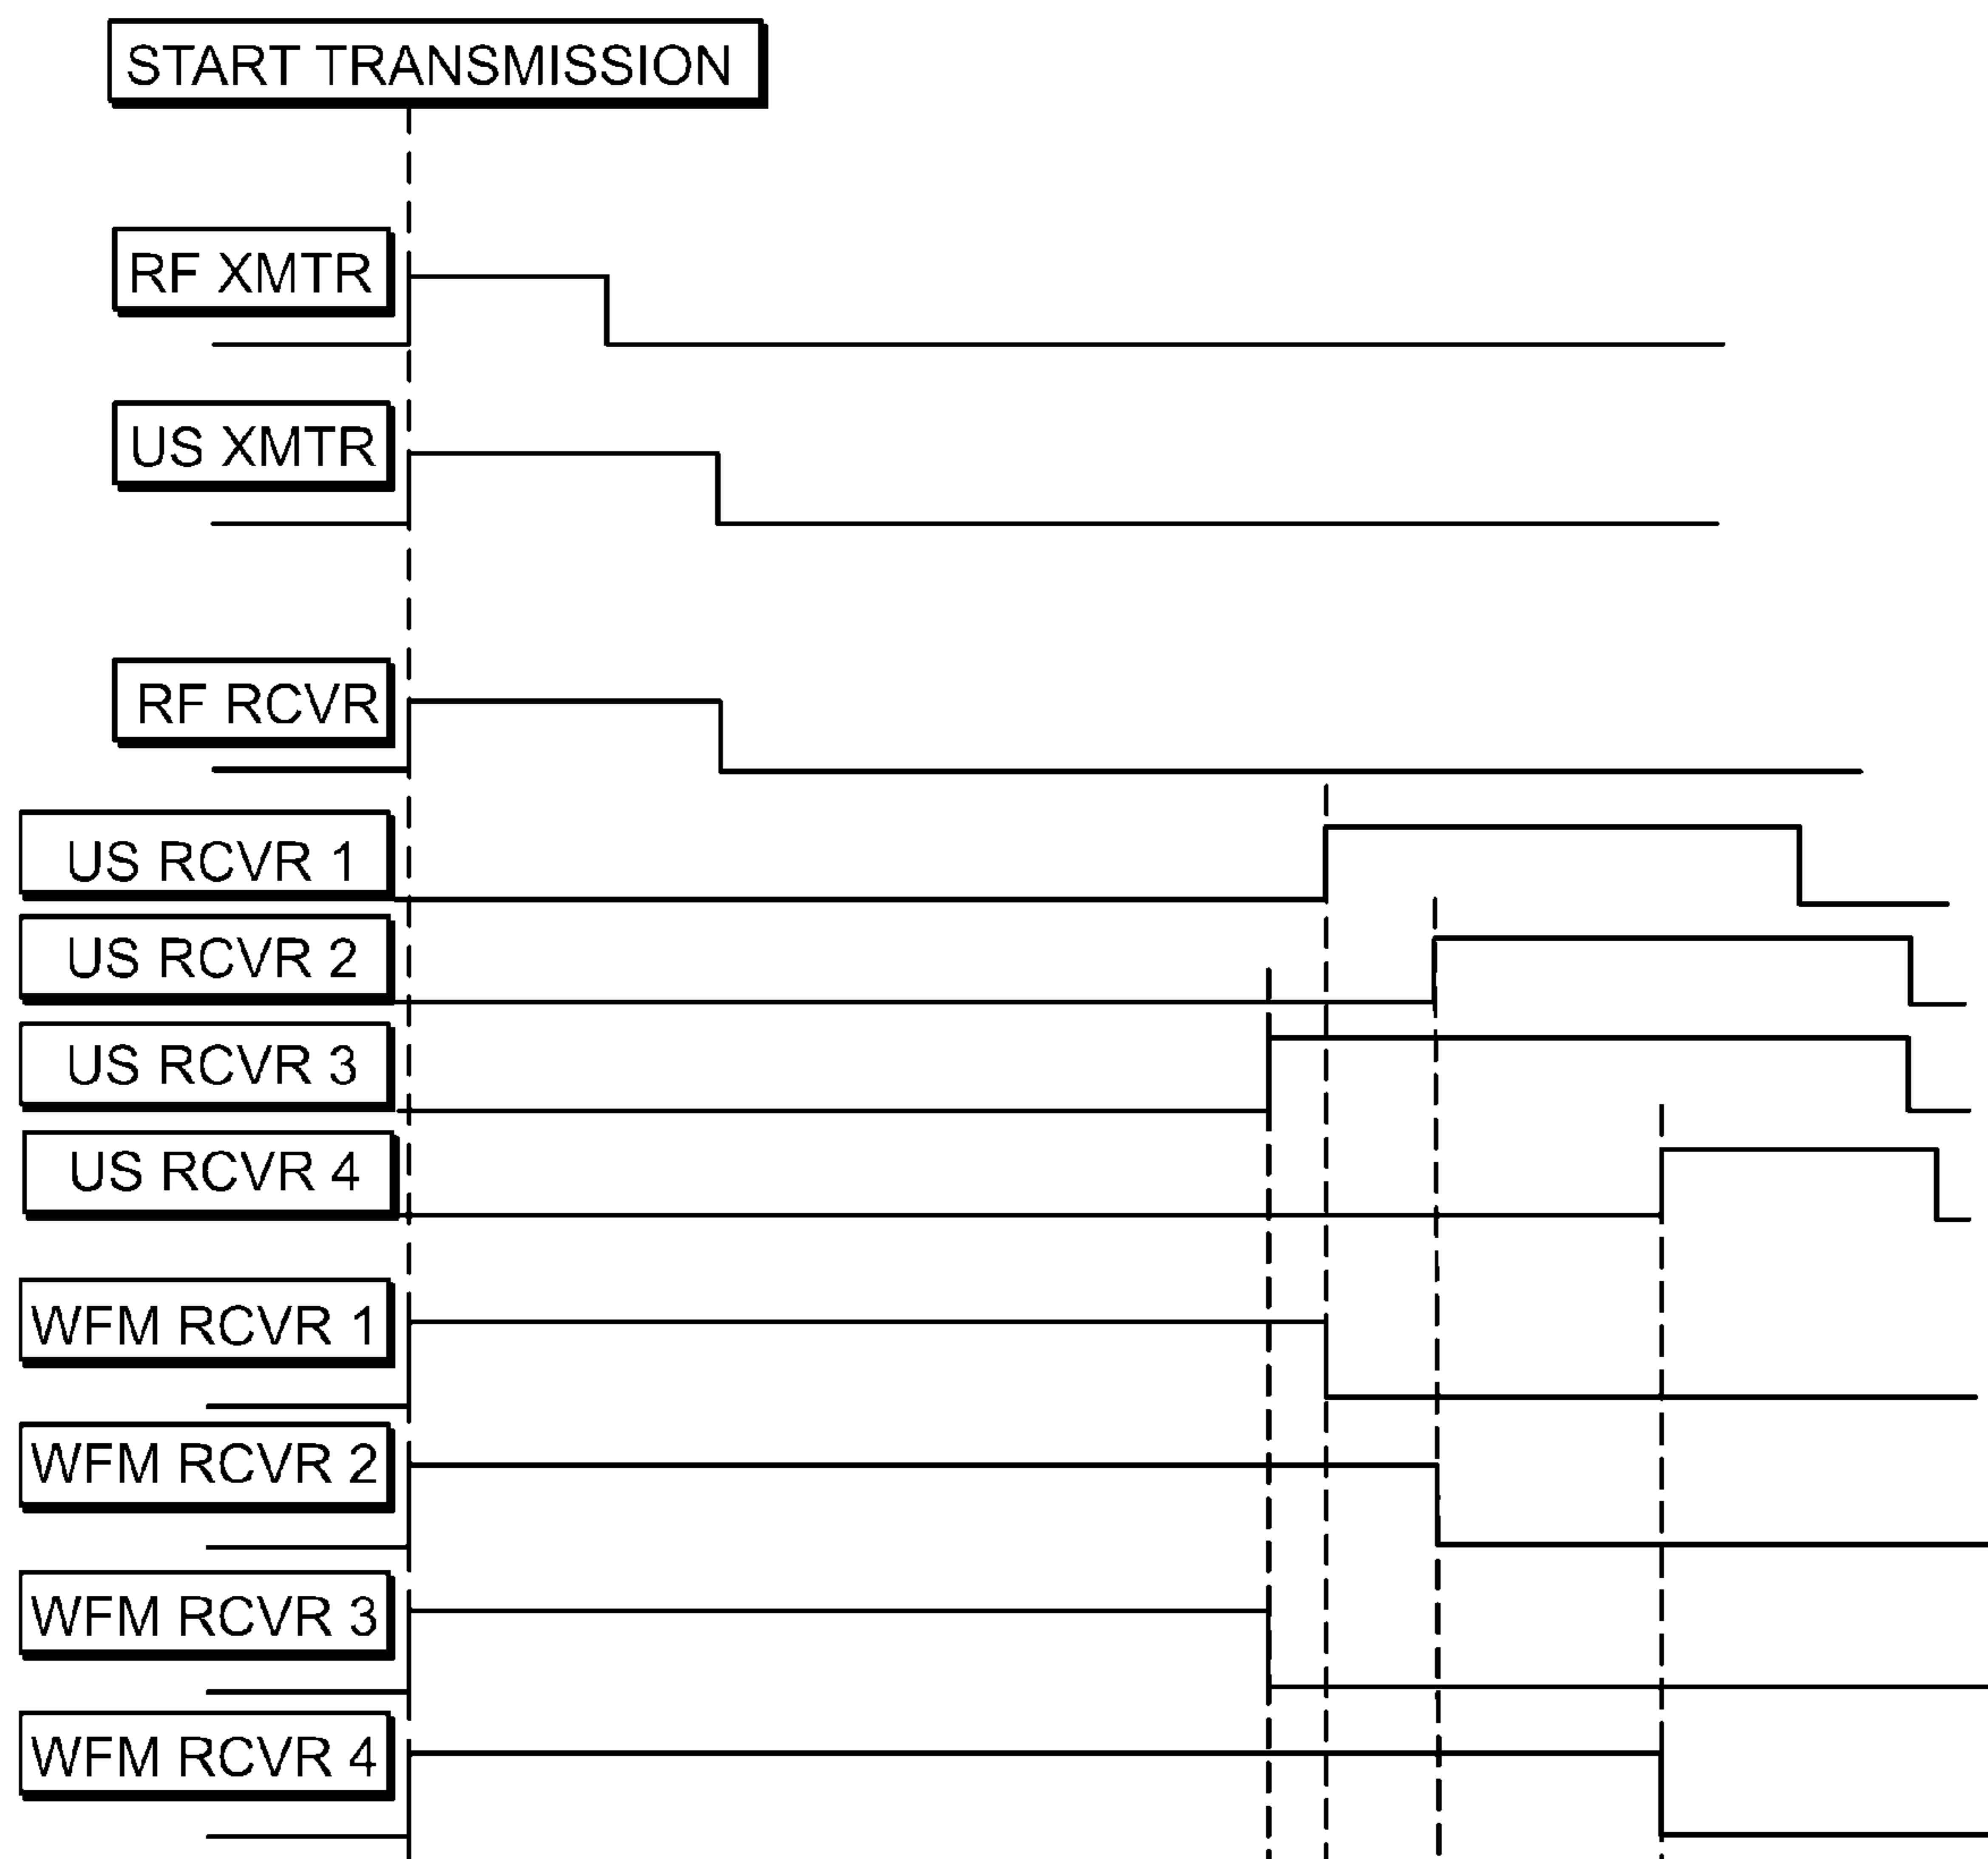 START TRANSMISSION
RF XMTR
US XMTR
RF RCVR
US RCVR 1
US RCVR 2
US RCVR 3
US RCVR 4
WFM RCVR 1
WFM RCVR 2
WFM RCVR 3
WFM RCVR 4